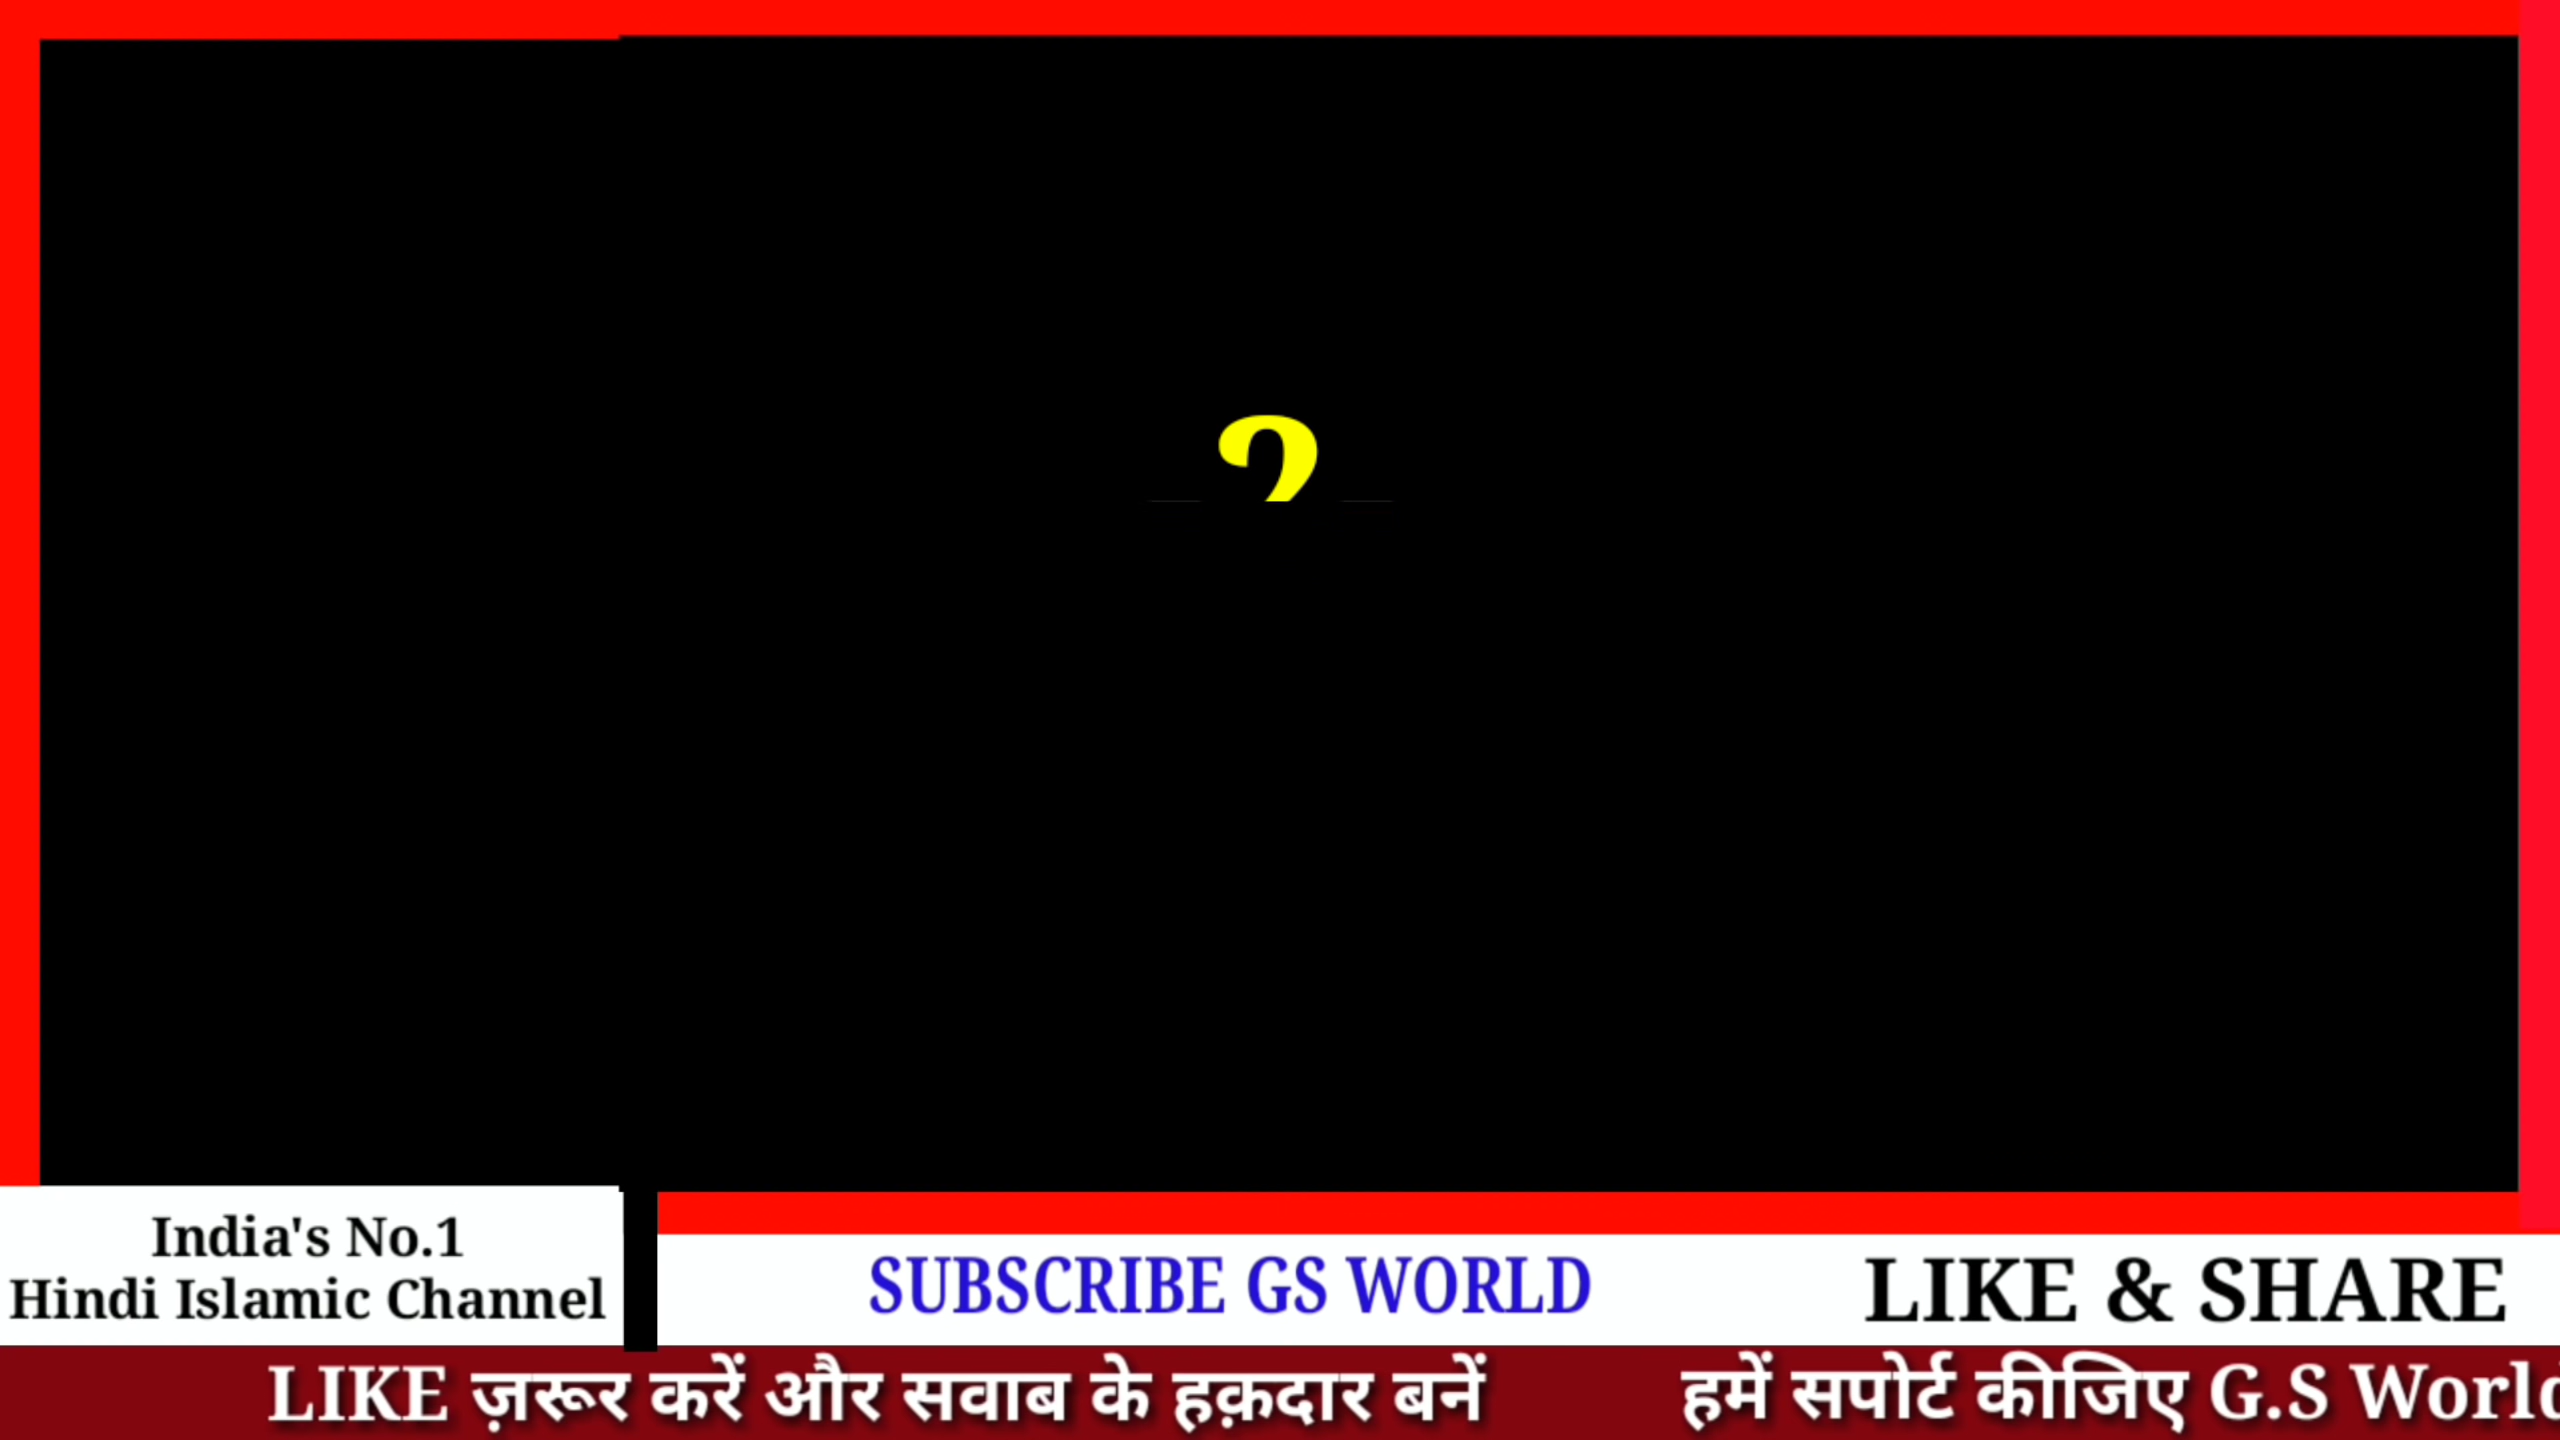 India's No.1
Hindi Islamic Channel
SUBSCRIBE GS WORLD
LIKE & SHARE
LIKE ज़रूर करें और सवाब के हक़दार बनें
हमें सपोर्ट कीजिए G.S World